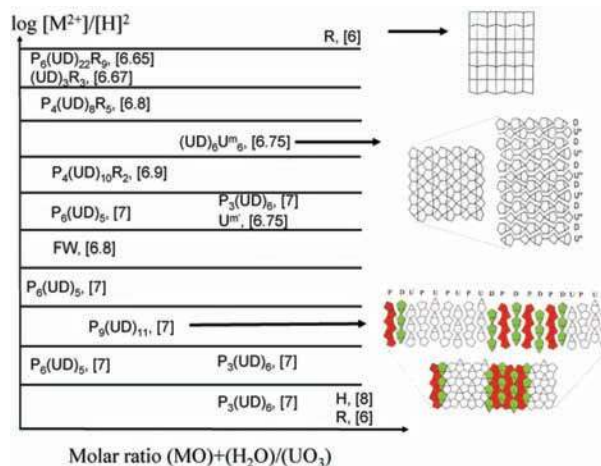 log [M²⁺]/[H]²
R, [6]
P₆(UD)₂₂R₉, [6.65]
(UD)₃R₃, [6.67]
P₄(UD)₈R₅, [6.8]
(UD)₆Uᵐ₆, [6.75]
P₄(UD)₁₀R₂, [6.9]
P₆(UD)₅, [7]
P₃(UD)₆, [7]
Uᵐ', [6.75]
FW, [6.8]
P₆(UD)₅, [7]
P D U P U P U P U D P D P D P D U P U
P₉(UD)₁₁, [7]
P₆(UD)₅, [7]
P₃(UD)₆, [7]
P₃(UD)₆, [7]
H, [8]
R, [6]
Molar ratio (MO)+(H₂O)/(UO₃)